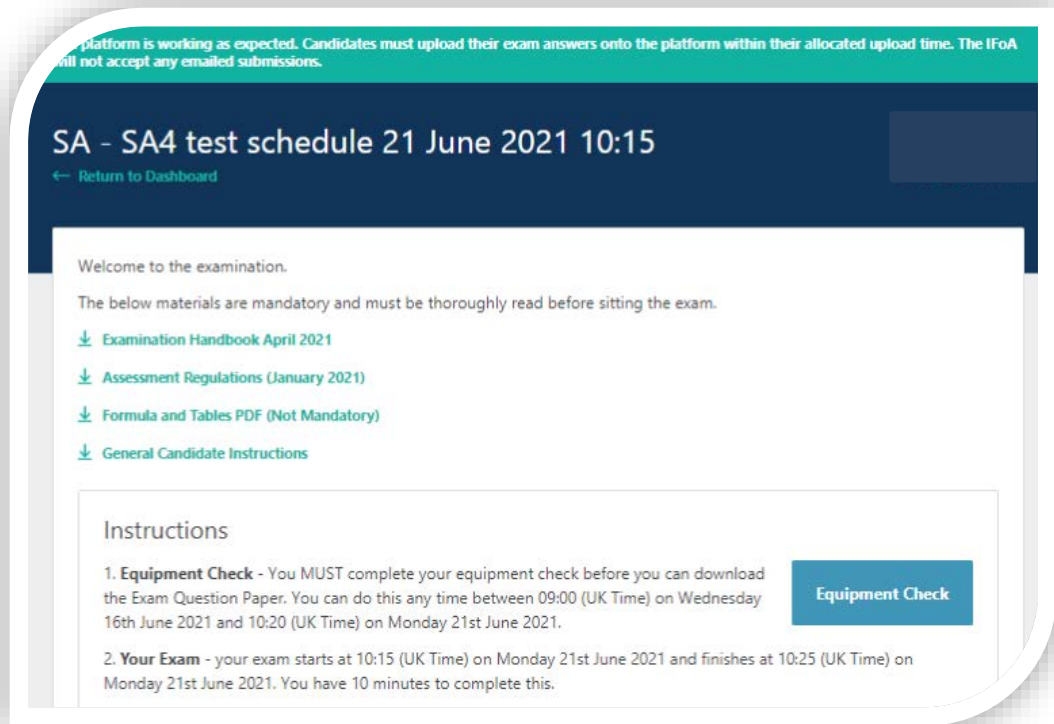 platform is working as expected. Candidates must upload their exam answers onto the platform within their allocated upload time. The IFoA
will not accept any emailed submissions.
SA - SA4 test schedule 21 June 2021 10:15
← Return to Dashboard
Welcome to the examination.
The below materials are mandatory and must be thoroughly read before sitting the exam.
Examination Handbook April 2021
Assessment Regulations (January 2021)
Formula and Tables PDF (Not Mandatory)
General Candidate Instructions
Instructions
1. Equipment Check - You MUST complete your equipment check before you can download
the Exam Question Paper. You can do this any time between 09:00 (UK Time) on Wednesday
16th June 2021 and 10:20 (UK Time) on Monday 21st June 2021.
Equipment Check
2. Your Exam - your exam starts at 10:15 (UK Time) on Monday 21st June 2021 and finishes at 10:25 (UK Time) on
Monday 21st June 2021. You have 10 minutes to complete this.